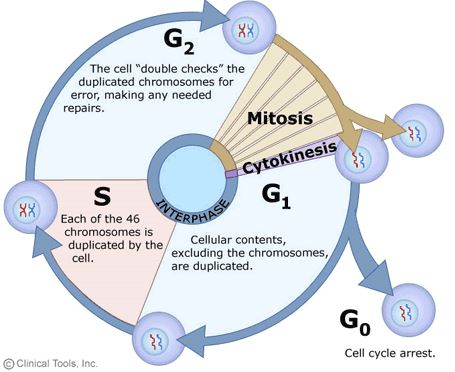 G2
The cell “double checks” the
duplicated chromosomes for
error, making any needed
repairs.
Mitosis
Cytokinesis
S
Each of the 46
chromosomes is
duplicated by the
cell.
INTERPHASE
G1
Cellular contents,
excluding the chromosomes,
are duplicated.
G0
Cell cycle arrest.
© Clinical Tools, Inc.